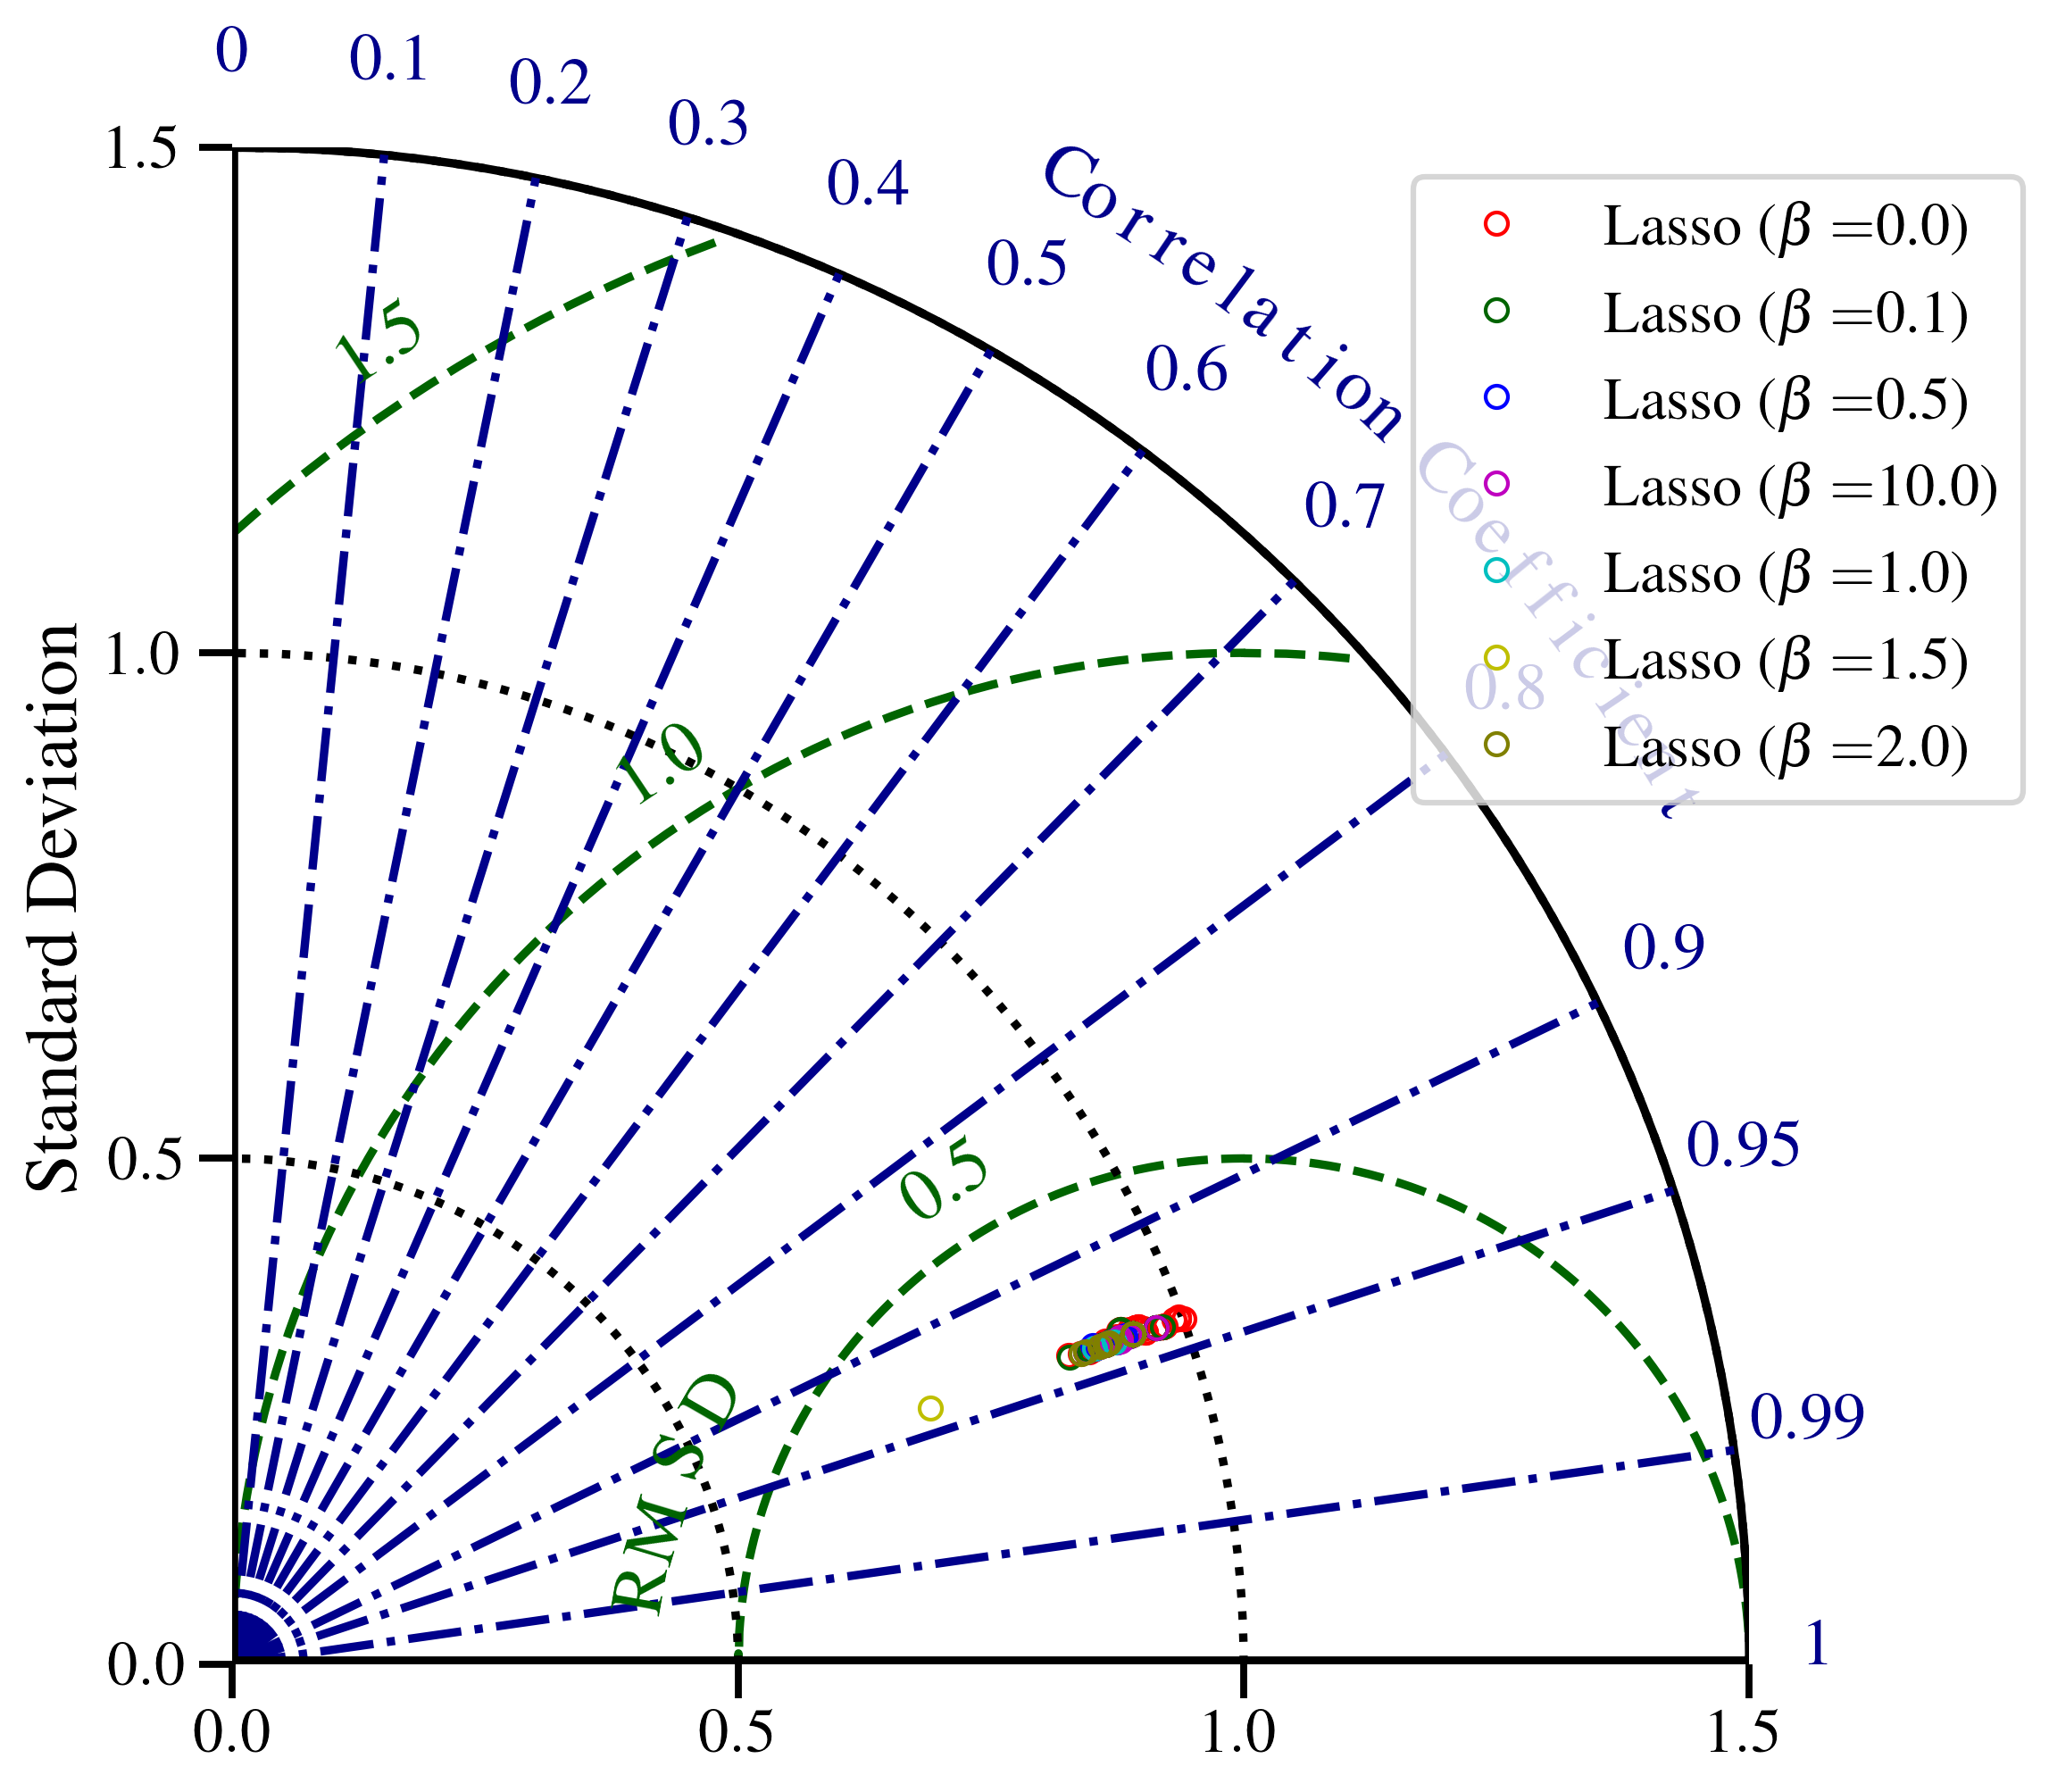 0
0.1
0.2
0.3
0.4
0.5
0.6
0.7
0.8
0.9
0.95
0.99
1
Correlation Coefficient
Lasso (β =0.0)
Lasso (β =0.1)
Lasso (β =0.5)
Lasso (β =10.0)
Lasso (β =1.0)
Lasso (β =1.5)
Lasso (β =2.0)
Standard Deviation
1.5
1.0
0.5
0.0
1.5
1.0
0.5
RMSD
0.0
0.5
1.0
1.5